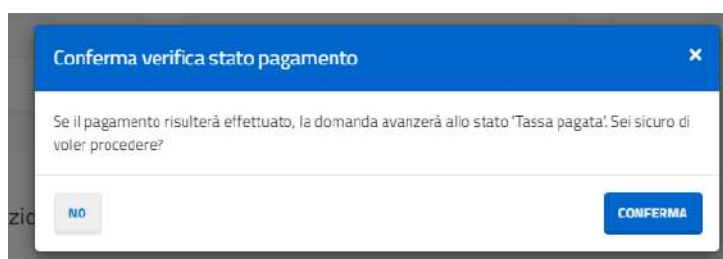 Conferma verifica stato pagamento ×
Se il pagamento risulterà effettuato, la domanda avanzerà allo stato 'Tassa pagata'. Sei sicuro di
voler procedere?
zio
NO CONFERMA